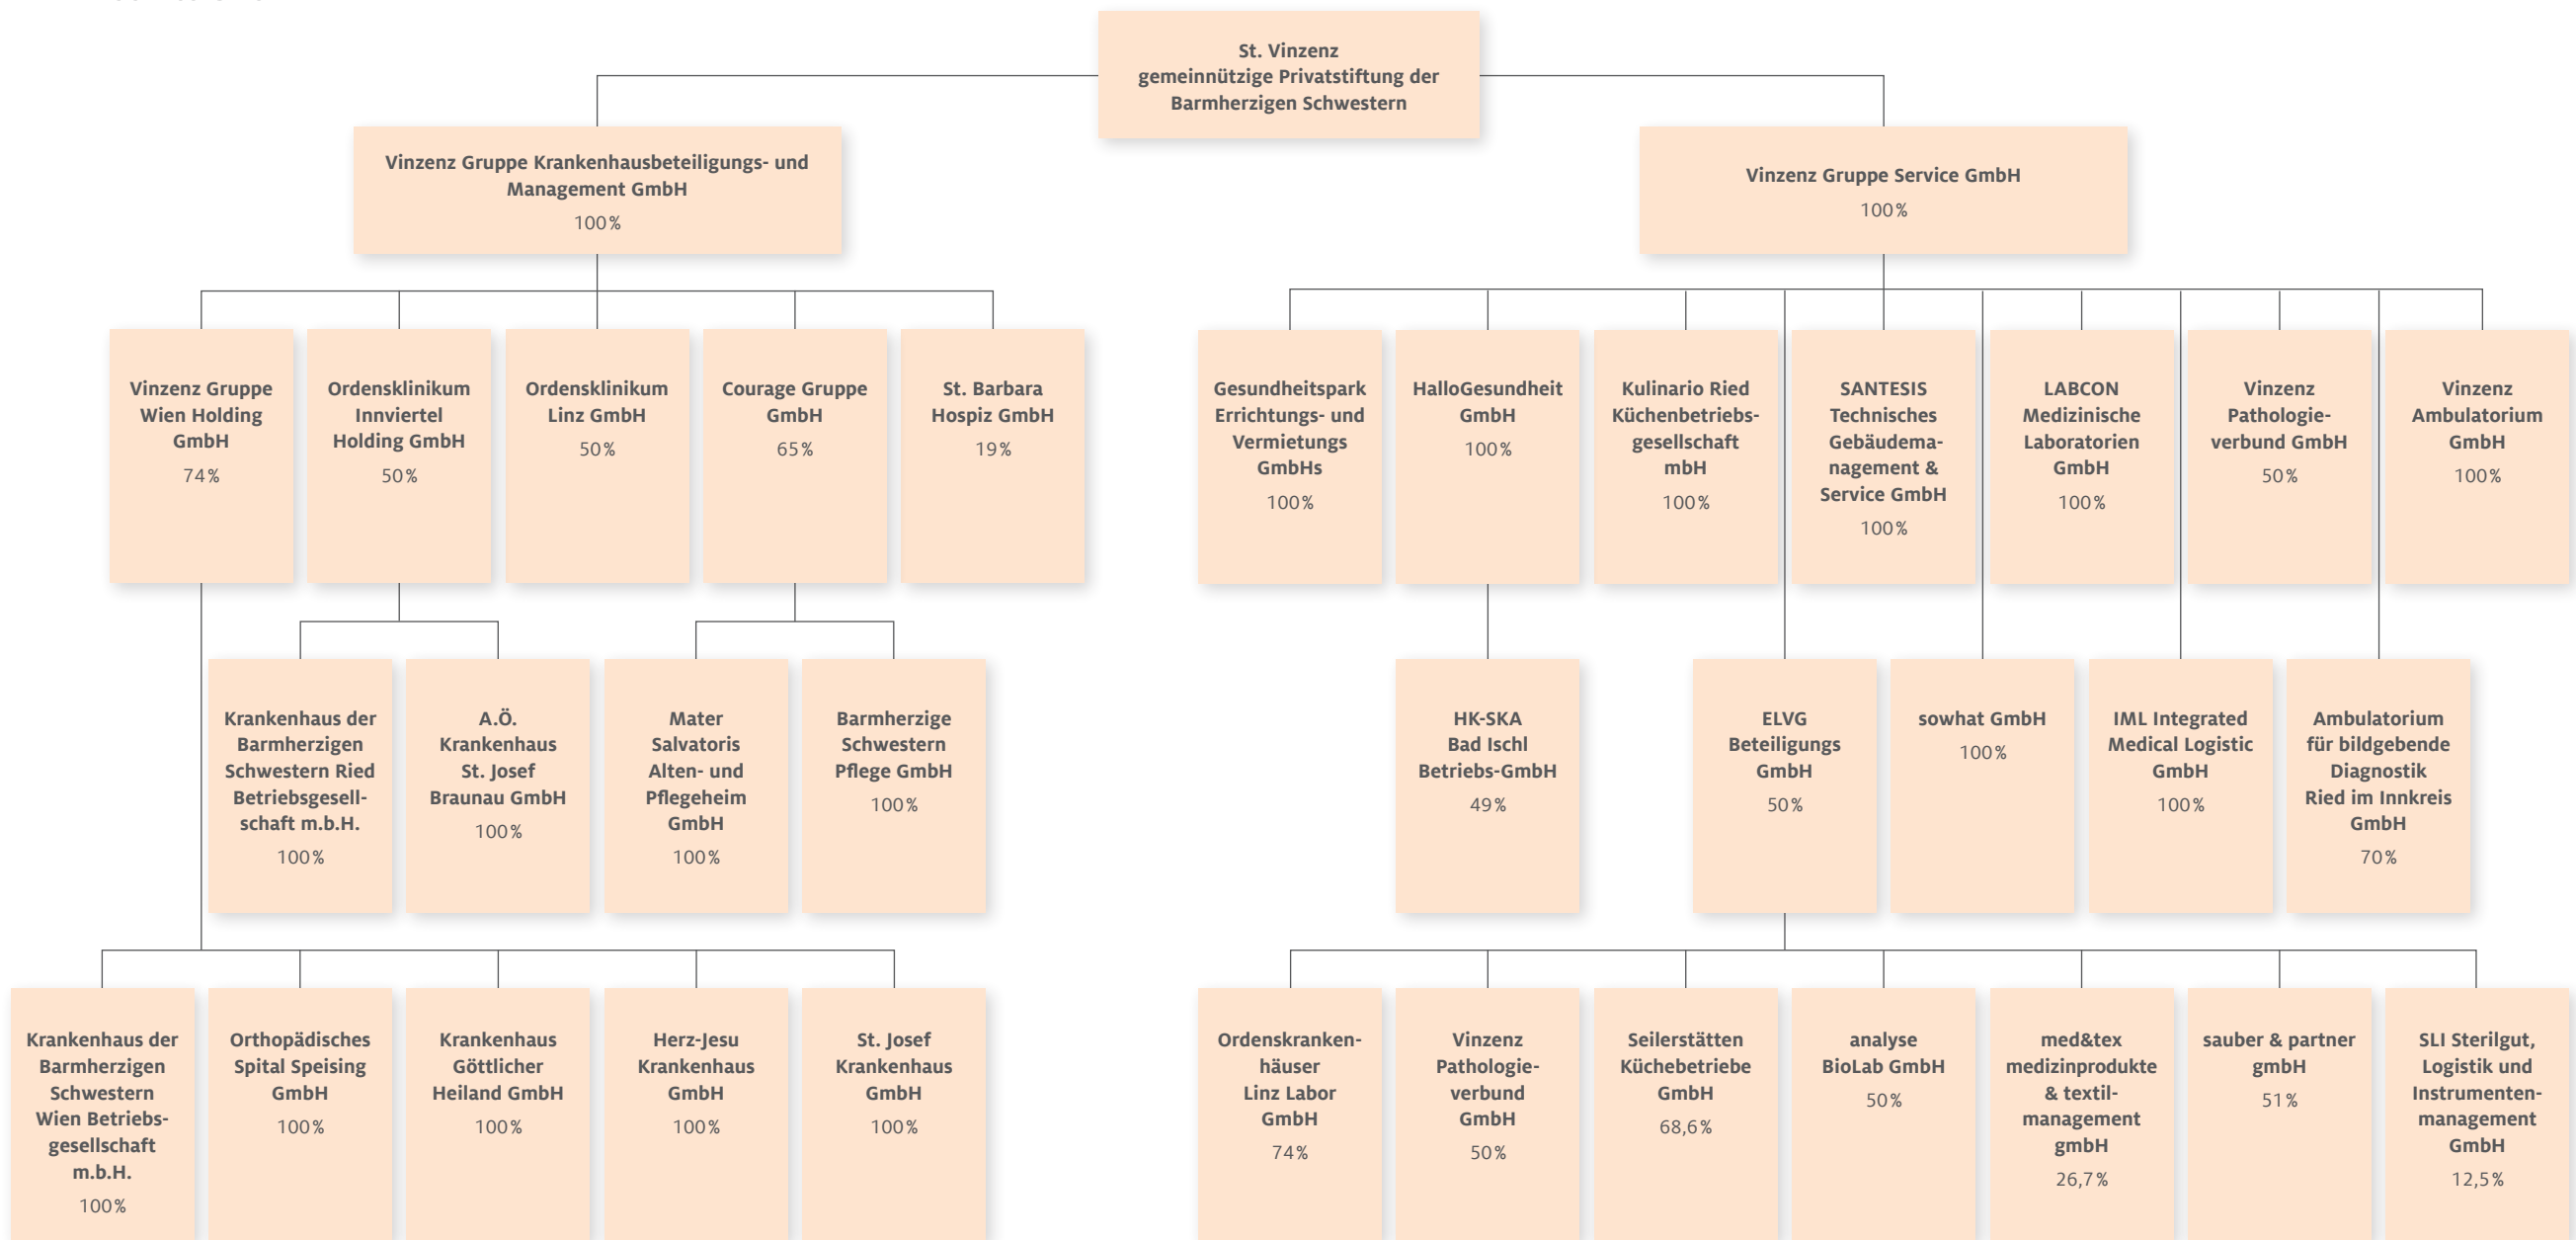 St. Vinzenz
gemeinnützige Privatstiftung der
Barmherzigen Schwestern
Vinzenz Gruppe Krankenhausbeteiligungs- und
Management GmbH
100%
Vinzenz Gruppe Service GmbH
100%
Vinzenz Gruppe
Wien Holding
GmbH
74%
Ordensklinikum
Innviertel
Holding GmbH
50%
Ordensklinikum
Linz GmbH
50%
Courage Gruppe
GmbH
65%
St. Barbara
Hospiz GmbH
19%
Gesundheitspark
Errichtungs- und
Vermietungs
GmbHs
100%
HalloGesundheit
GmbH
100%
Kulinario Ried
Küchenbetriebs-
gesellschaft
mbH
100%
SANTESIS
Technisches
Gebäudema-
nagement &
Service GmbH
100%
LABCON
Medizinische
Laboratorien
GmbH
100%
Vinzenz
Pathologie-
verbund GmbH
50%
Vinzenz
Ambulatorium
GmbH
100%
Krankenhaus der
Barmherzigen
Schwestern Ried
Betriebsgesell-
schaft m.b.H.
100%
A.Ö.
Krankenhaus
St. Josef
Braunau GmbH
100%
Mater
Salvatoris
Alten- und
Pflegeheim
GmbH
100%
Barmherzige
Schwestern
Pflege GmbH
100%
HK-SKA
Bad Ischl
Betriebs-GmbH
49%
ELVG
Beteiligungs
GmbH
50%
sowhat GmbH
100%
IML Integrated
Medical Logistic
GmbH
100%
Ambulatorium
für bildgebende
Diagnostik
Ried im Innkreis
GmbH
70%
Krankenhaus der
Barmherzigen
Schwestern
Wien Betriebs-
gesellschaft
m.b.H.
100%
Orthopädisches
Spital Speising
GmbH
100%
Krankenhaus
Göttlicher
Heiland GmbH
100%
Herz-Jesu
Krankenhaus
GmbH
100%
St. Josef
Krankenhaus
GmbH
100%
Ordenskranken-
häuser
Linz Labor
GmbH
74%
Vinzenz
Pathologie-
verbund
GmbH
50%
Seilerstätten
Küchebetriebe
GmbH
68,6%
analyse
BioLab GmbH
50%
med&tex
medizinprodukte
& textil-
management
gmbH
26,7%
sauber & partner
gmbH
51%
SLI Sterilgut,
Logistik und
Instrumenten-
management
GmbH
12,5%